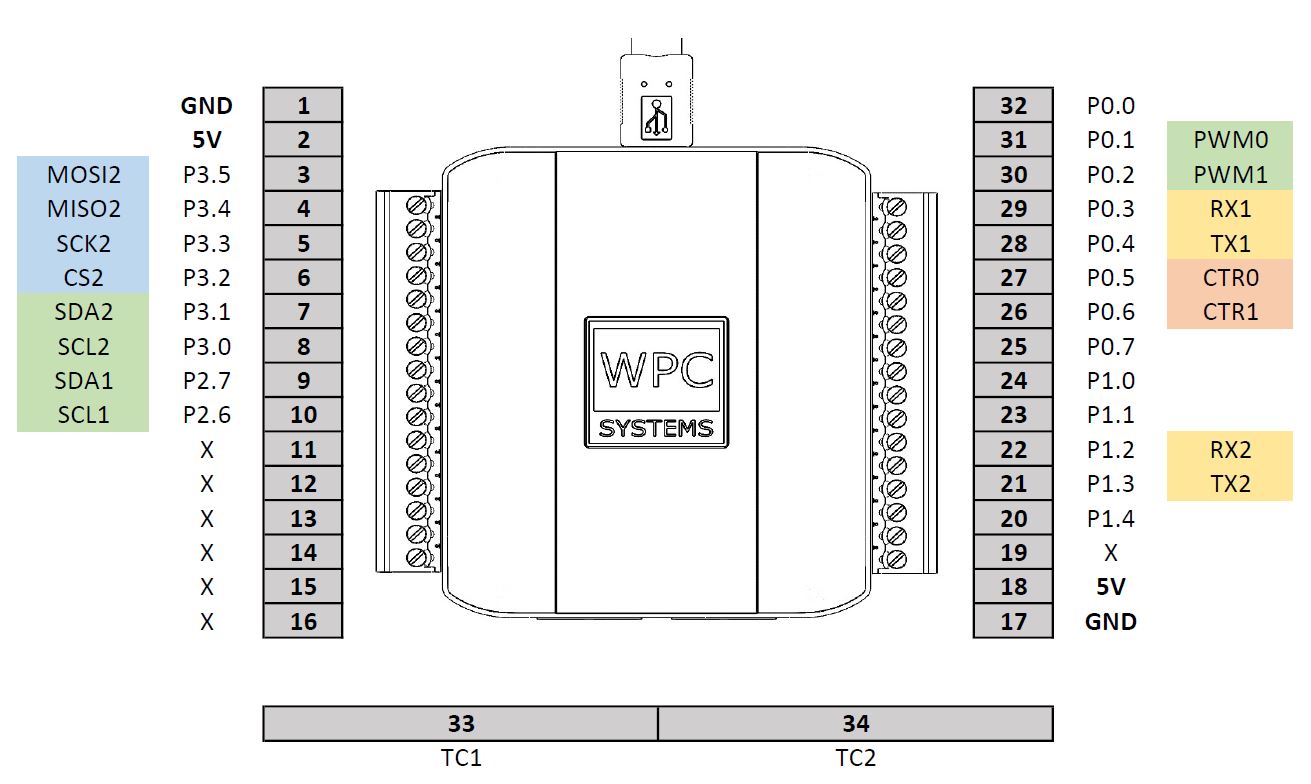 GND 1 32 P0.0
5V 2 31 P0.1 PWM0
MOSI2 P3.5 3 30 P0.2 PWM1
MISO2 P3.4 4 29 P0.3 RX1
SCK2 P3.3 5 28 P0.4 TX1
CS2 P3.2 6 27 P0.5 CTR0
SDA2 P3.1 7 26 P0.6 CTR1
SCL2 P3.0 8 25 P0.7
SDA1 P2.7 9 24 P1.0
SCL1 P2.6 10 23 P1.1
X 11 22 P1.2 RX2
X 12 21 P1.3 TX2
X 13 20 P1.4
X 14 19 X
X 15 18 5V
X 16 17 GND
WPC
SYSTEMS
33 34
TC1 TC2